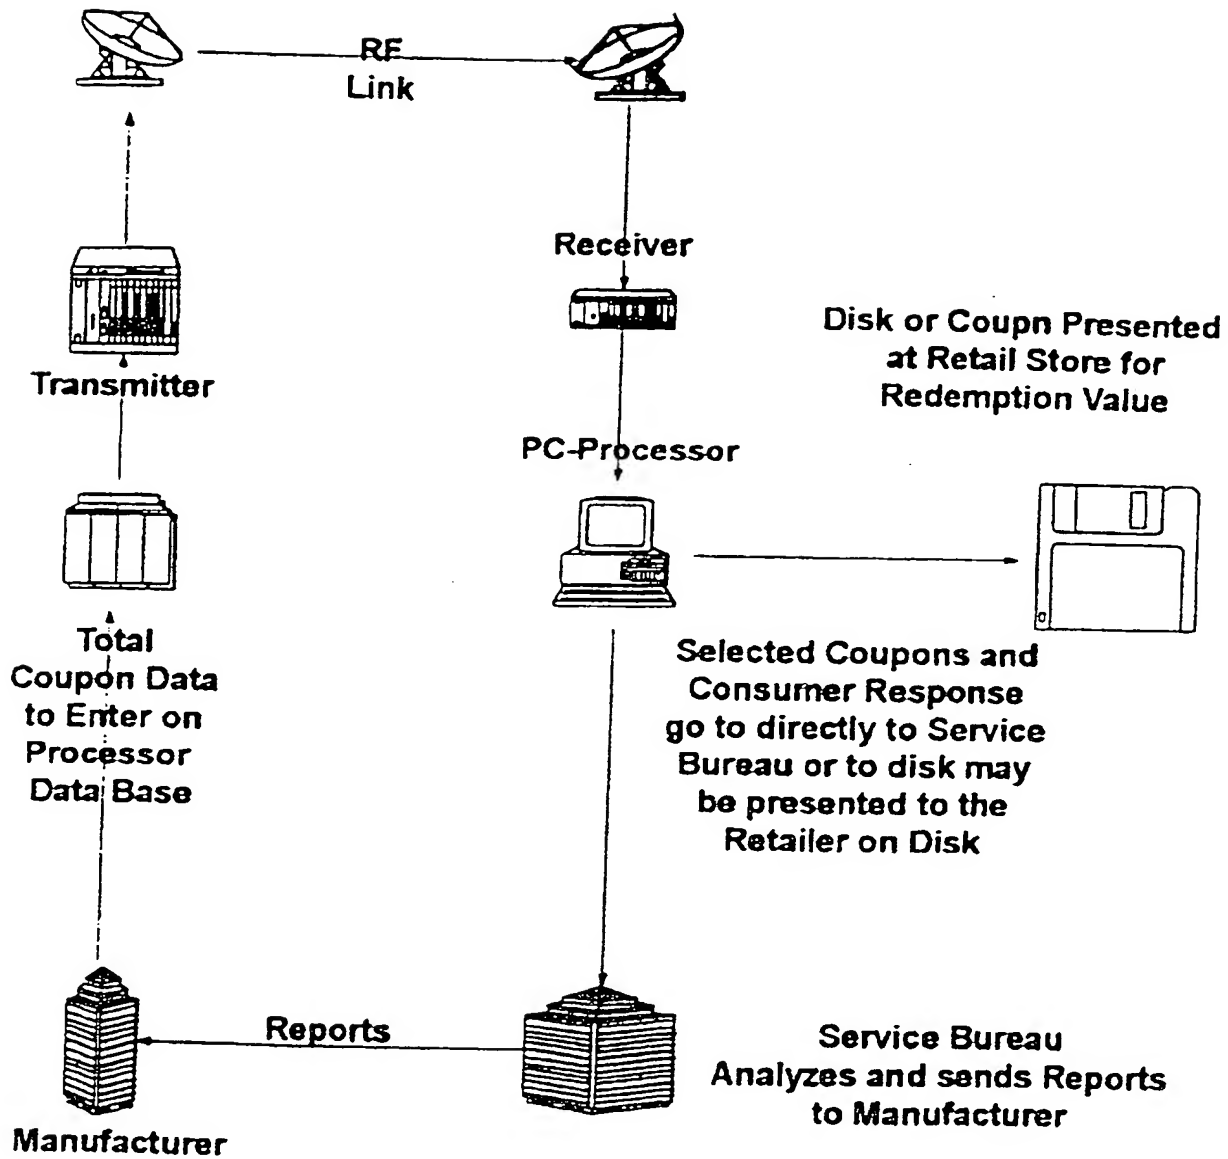 RF
Link
Receiver
Disk or Coupn Presented
at Retail Store for
Redemption Value
Transmitter
PC-Processor
Total
Coupon Data
to Enter on
Processor
Data Base
Selected Coupons and
Consumer Response
go to directly to Service
Bureau or to disk may
be presented to the
Retailer on Disk
Reports
Service Bureau
Analyzes and sends Reports
to Manufacturer
Manufacturer